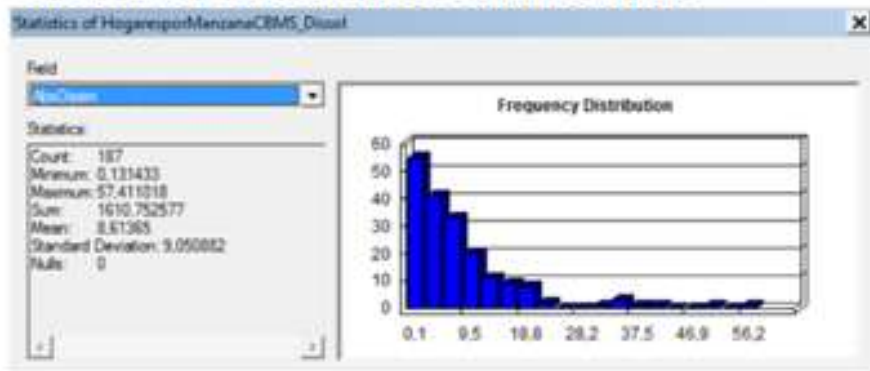 Statistics of HogaresporManzanaCBMS_Dissol
Field
Statistics:
Count: 187
Minimum: 0,131433
Maximum: 57,411018
Sum: 1610,752577
Mean: 8,61365
Standard Deviation: 9,050882
Nulls: 0
Frequency Distribution
60
50
40
30
20
10
0
0.1 9.5 18.8 28.2 37.5 46.9 56.2